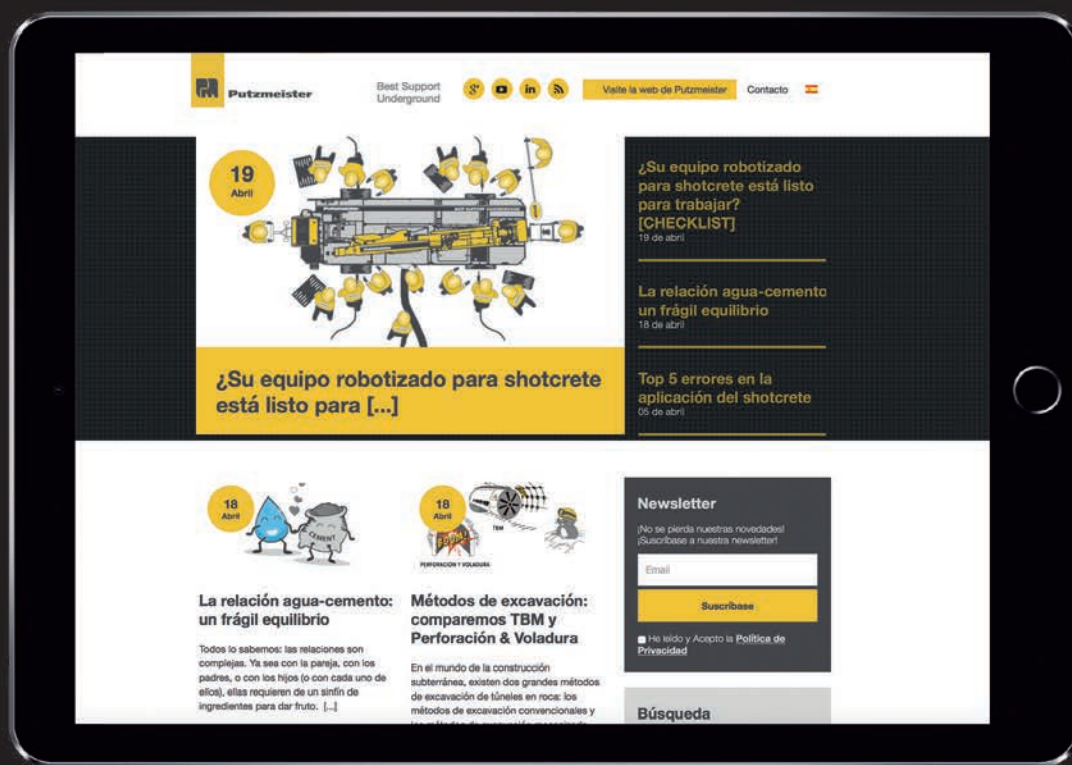 Putzmeister
Best Support
Underground
g+
in
Visite la web de Putzmeister
Contacto
19
Abril
¿Su equipo robotizado para shotcrete
está listo para [...]
¿Su equipo robotizado
para shotcrete está listo
para trabajar?
[CHECKLIST]
19 de abril
La relación agua-cemento:
un frágil equilibrio
18 de abril
Top 5 errores en la
aplicación del shotcrete
05 de abril
18
Abril
CEMENT
La relación agua-cemento:
un frágil equilibrio
Todos lo sabemos: las relaciones son
complejas. Ya sea con la pareja, con los
padres, o con los hijos (o con cada uno de
ellos), ellas requieren de un sinfín de
ingredientes para dar fruto. [...]
18
Abril
TBM
BOOM!
PERFORACIÓN Y VOLADURA
Métodos de excavación:
comparemos TBM y
Perforación & Voladura
En el mundo de la construcción
subterránea, existen dos grandes métodos
de excavación de túneles en roca: los
métodos de excavación convencionales y
Newsletter
¡No se pierda nuestras novedades!
¡Suscríbase a nuestra newsletter!
Email
Suscríbase
He leído y Acepto la Política de
Privacidad
Búsqueda